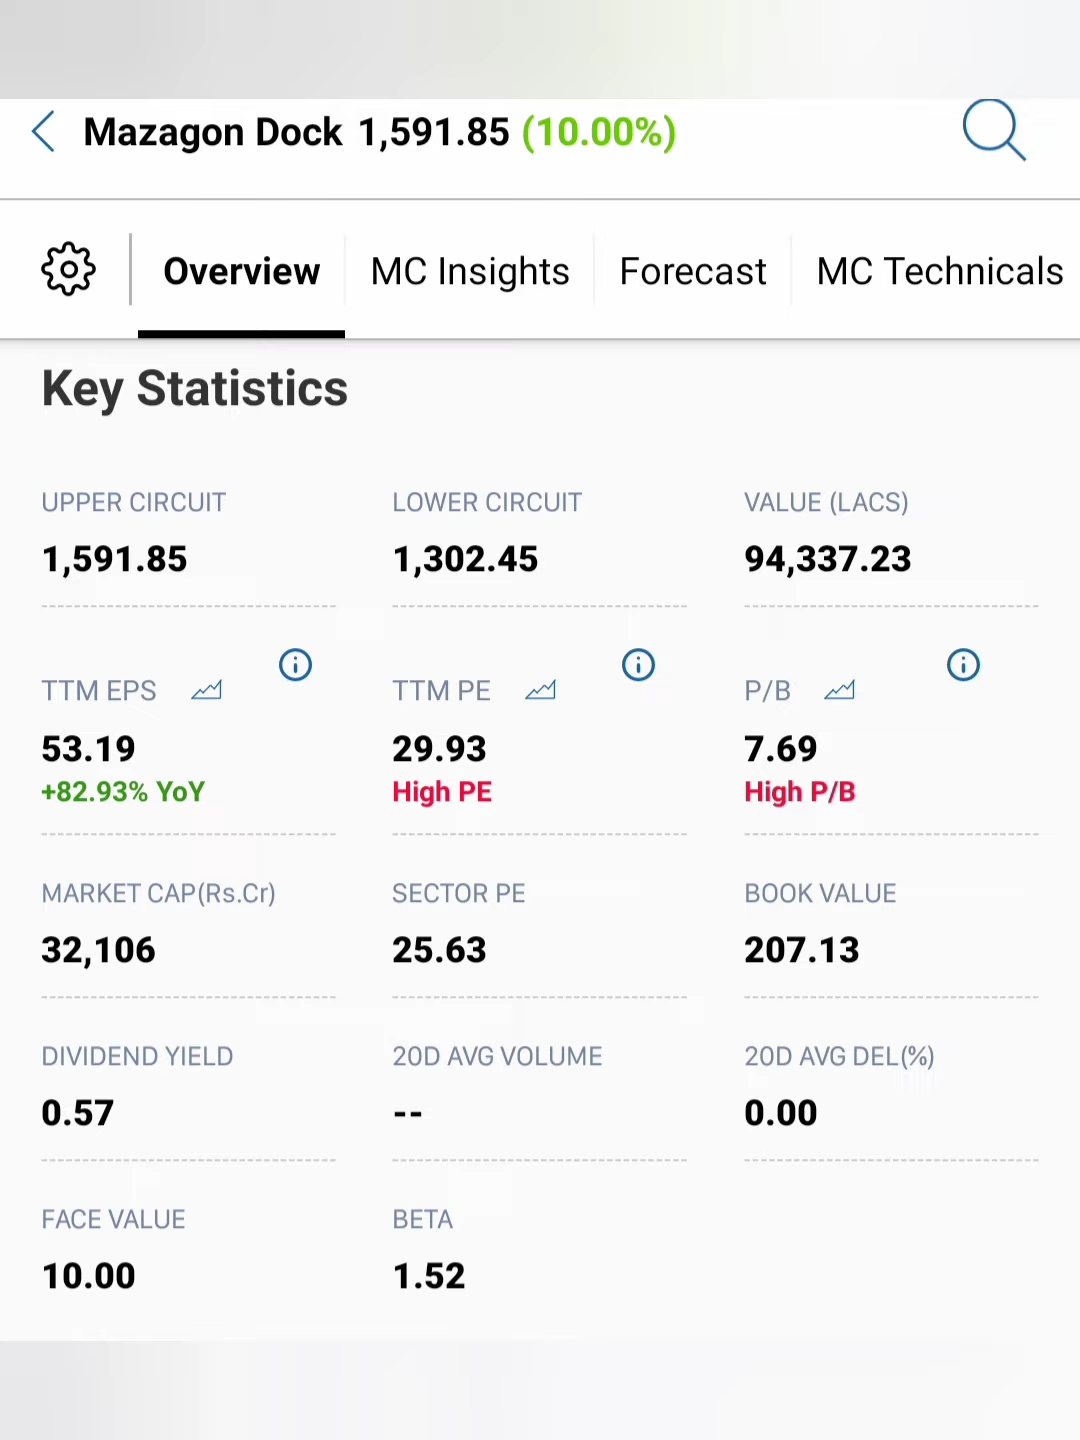 Mazagon Dock 1,591.85 (10.00%)
Overview MC Insights Forecast MC Technicals
Key Statistics
UPPER CIRCUIT LOWER CIRCUIT VALUE (LACS)
1,591.85 1,302.45 94,337.23
TTM EPS TTM PE P/B
53.19 29.93 7.69
+82.93% YoY High PE High P/B
MARKET CAP(Rs.Cr) SECTOR PE BOOK VALUE
32,106 25.63 207.13
DIVIDEND YIELD 20D AVG VOLUME 20D AVG DEL(%)
0.57 -- 0.00
FACE VALUE BETA
10.00 1.52